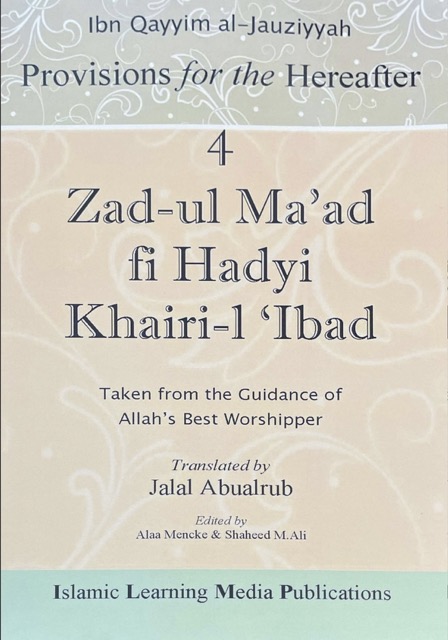 Ibn Qayyim al-Jauziyyah
Provisions for the Hereafter
4
Zad-ul Ma'ad
fi Hadyi
Khairi-l 'Ibad
Taken from the Guidance of
Allah's Best Worshipper
Translated by
Jalal Abualrub
Edited by
Alaa Mencke & Shaheed M.Ali
Islamic Learning Media Publications